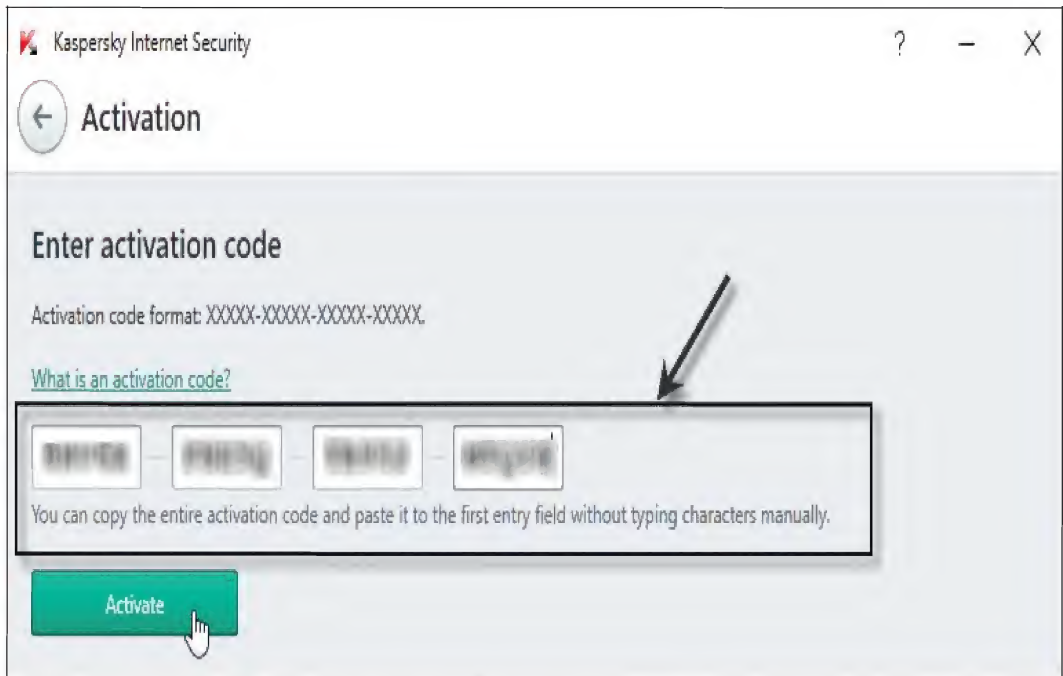 Kaspersky Internet Security
Activation
Enter activation code
Activation code format: XXXXX-XXXXX-XXXXX-XXXXX.
What is an activation code?
You can copy the entire activation code and paste it to the first entry field without typing characters manually.
Activate